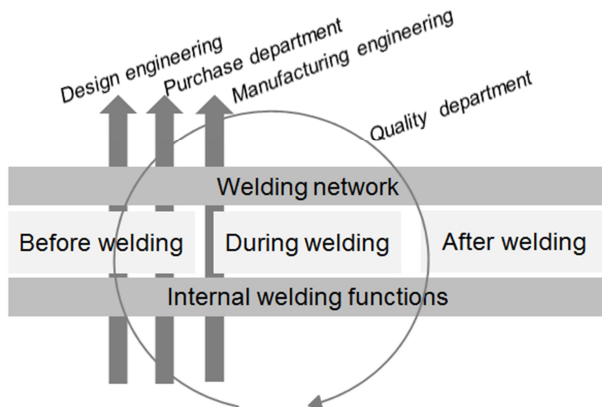 Design engineering
Purchase department
Manufacturing engineering
Quality department
Welding network
Before welding
During welding
After welding
Internal welding functions